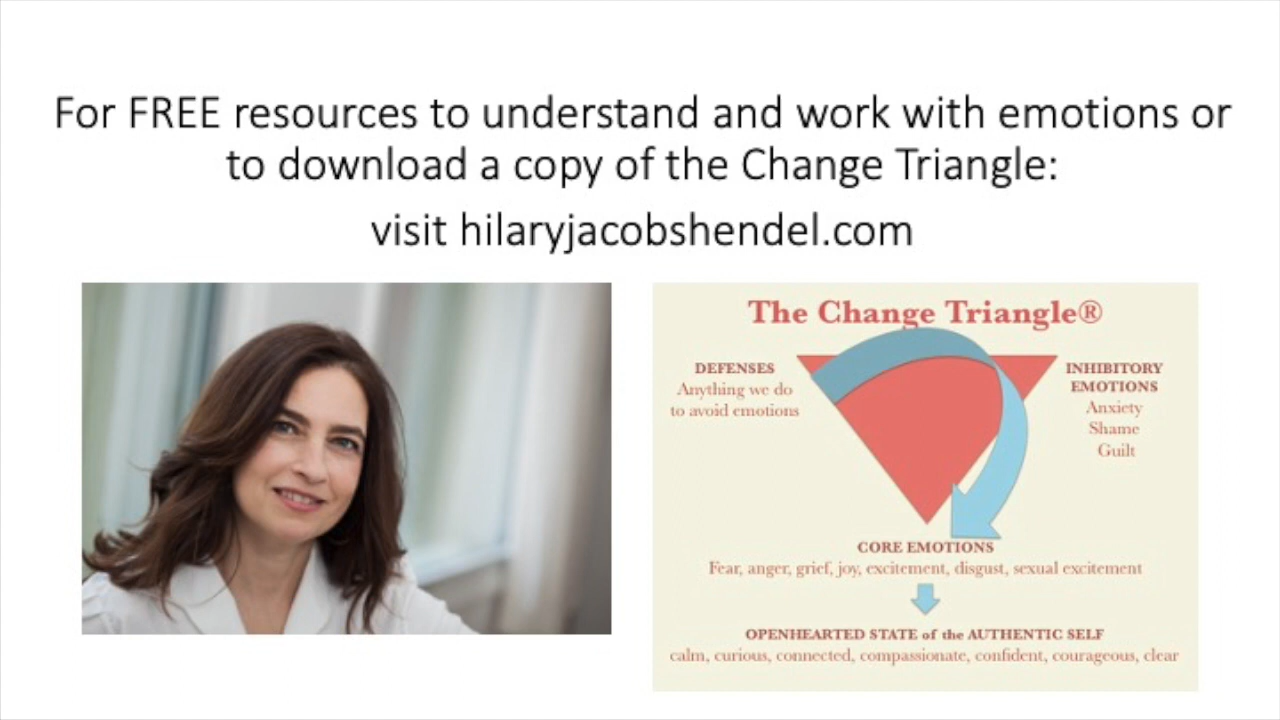 For FREE resources to understand and work with emotions or
to download a copy of the Change Triangle:
visit hilaryjacobshendel.com
The Change Triangle®
DEFENSES
Anything we do
to avoid emotions
INHIBITORY
EMOTIONS
Anxiety
Shame
Guilt
CORE EMOTIONS
Fear, anger, grief, joy, excitement, disgust, sexual excitement
OPENHEARTED STATE of the AUTHENTIC SELF
calm, curious, connected, compassionate, confident, courageous, clear